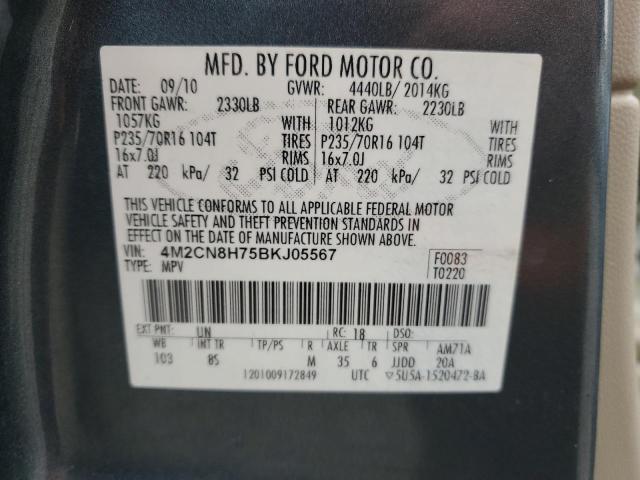 MFD. BY FORD MOTOR CO.
DATE: 09/10 GVWR: 4440LB/ 2014KG
FRONT GAWR: 2330LB REAR GAWR: 2230LB
1057KG WITH 1012KG WITH
P235/70R16 104T TIRES P235/70R16 104T TIRES
16x7.0J RIMS 16x7.0J RIMS
AT 220 kPa/ 32 PSI COLD AT 220 kPa/ 32 PSI COLD
THIS VEHICLE CONFORMS TO ALL APPLICABLE FEDERAL MOTOR
VEHICLE SAFETY AND THEFT PREVENTION STANDARDS IN
EFFECT ON THE DATE OF MANUFACTURE SHOWN ABOVE.
VIN: 4M2CN8H75BKJ05567 F0083
TYPE: MPV T0220
EXT PNT: UN RC: 18 DSO:
WB INT TR TP/PS R AXLE TR SPR AM71A
103 85 M 35 6 JJDD 20A
1201009172849 UTC ▽5U5A-1520472-BA